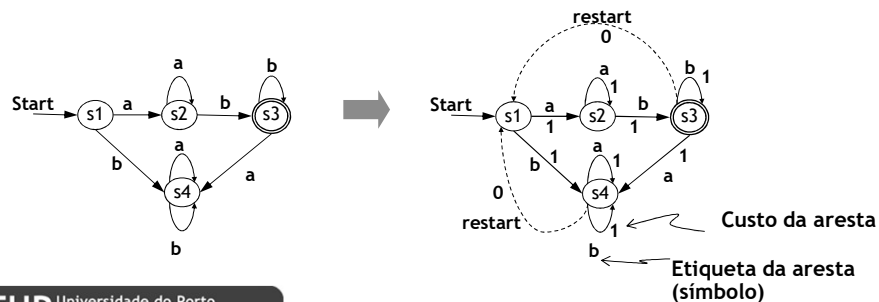 restart
0
a
b
a
b
1
1
Start
s1
a
s2
b
s3
Start
s1
a
1
s2
b
1
s3
b
a
a
b
1
a
1
1
s4
s4
0
restart
1
b
b
Custo da aresta
Etiqueta da aresta
(símbolo)
Universidade do Porto